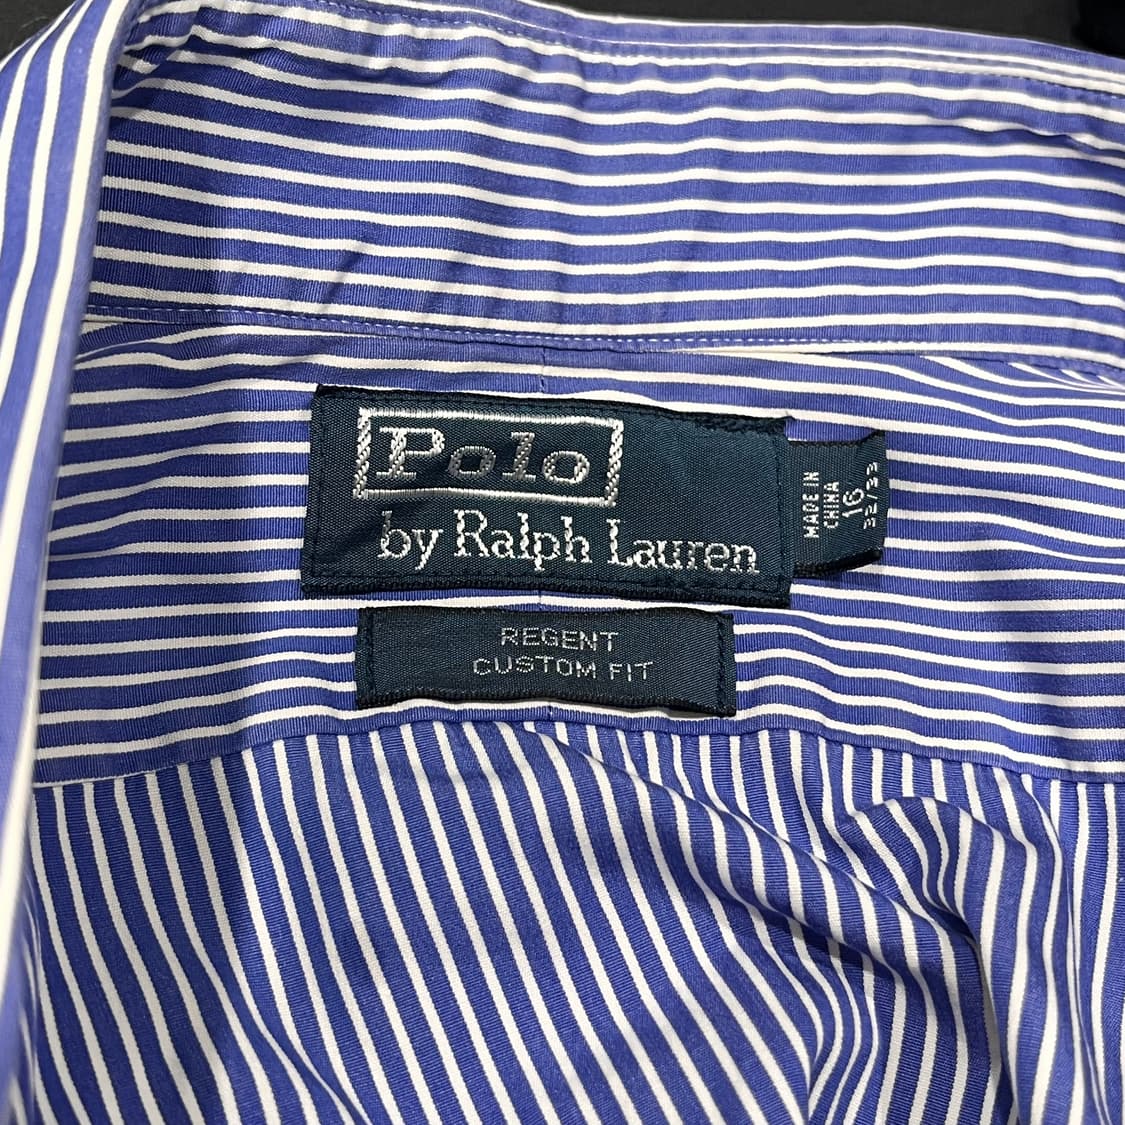 Polo
by Ralph Lauren
MADE IN
CHINA
16
32/33
REGENT
CUSTOM FIT